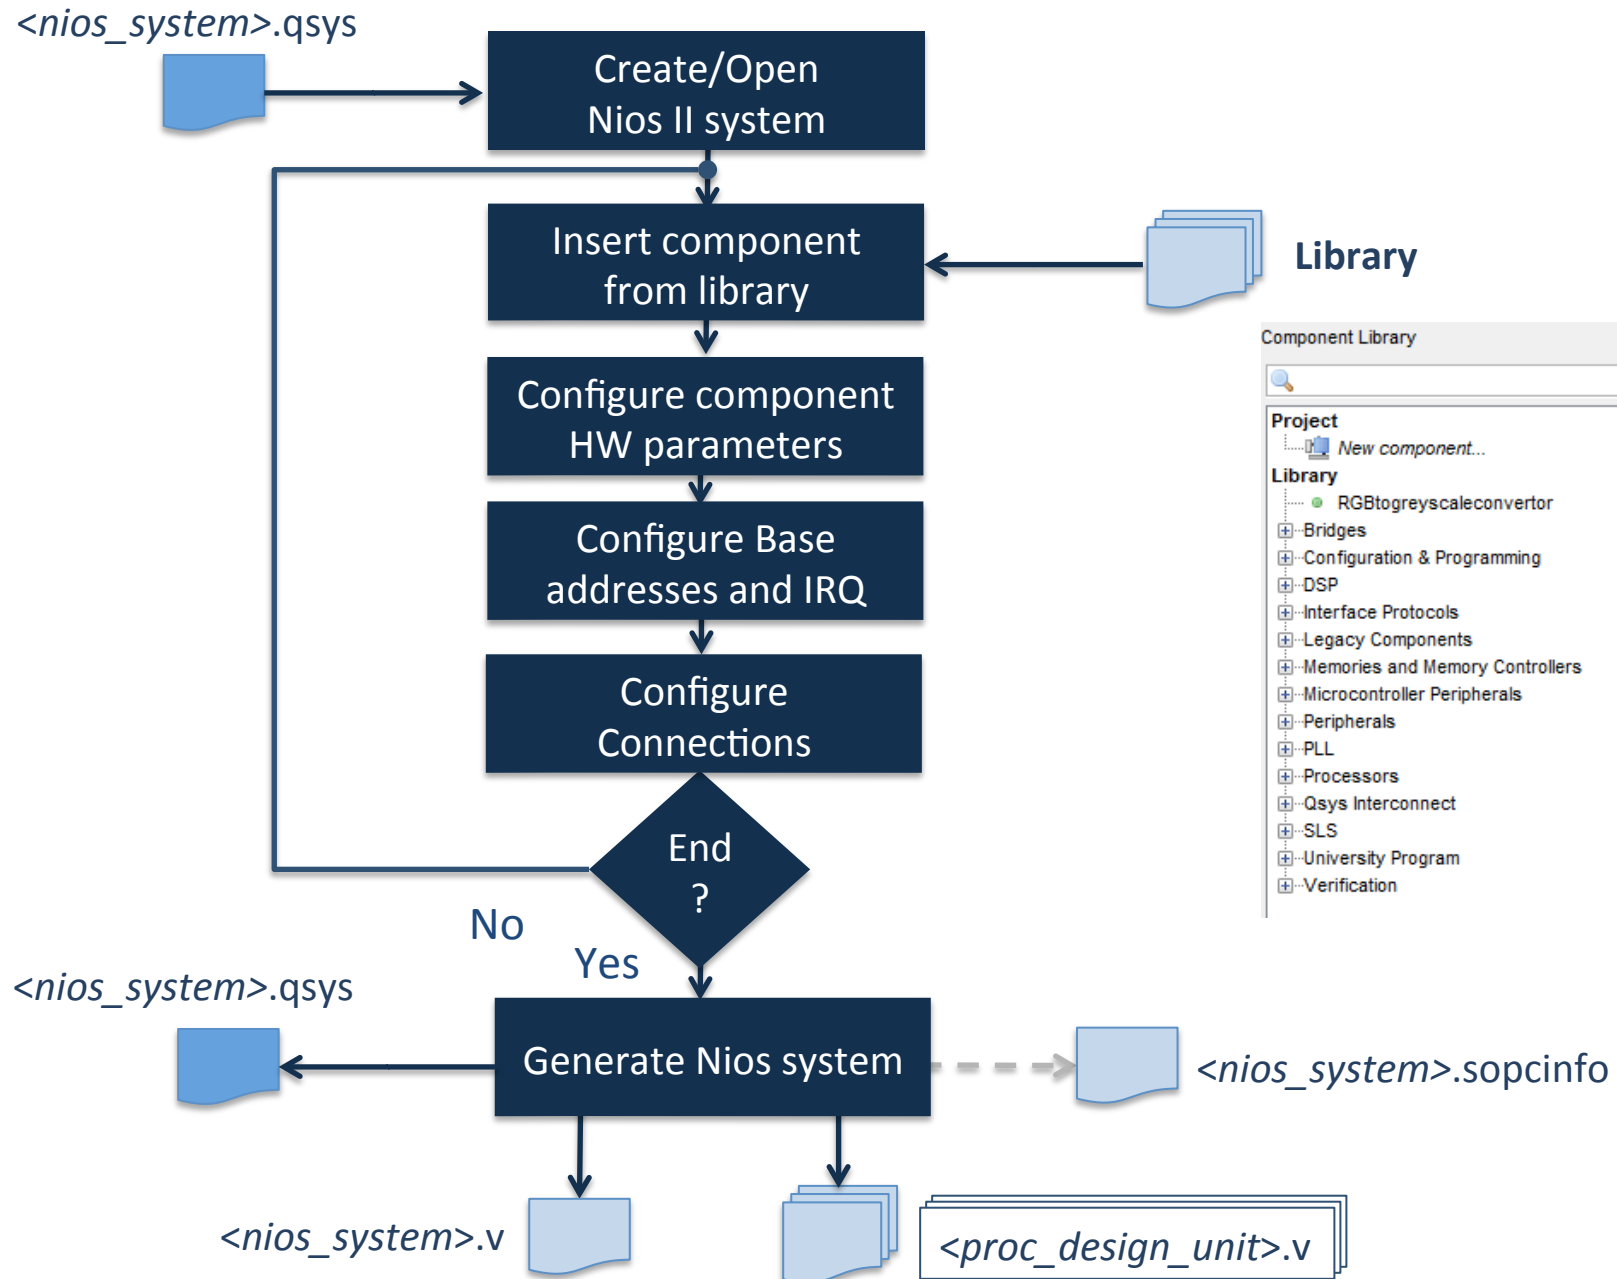 <nios_system>.qsys
Create/Open
Nios II system
Insert component
from library
Library
Configure component
HW parameters
Configure Base
addresses and IRQ
Configure
Connections
End
?
No
Yes
Component Library
Project
New component...
Library
RGBtogreyscaleconvertor
Bridges
Configuration & Programming
DSP
Interface Protocols
Legacy Components
Memories and Memory Controllers
Microcontroller Peripherals
Peripherals
PLL
Processors
Qsys Interconnect
SLS
University Program
Verification
<nios_system>.qsys
Generate Nios system
<nios_system>.sopcinfo
<nios_system>.v
<proc_design_unit>.v